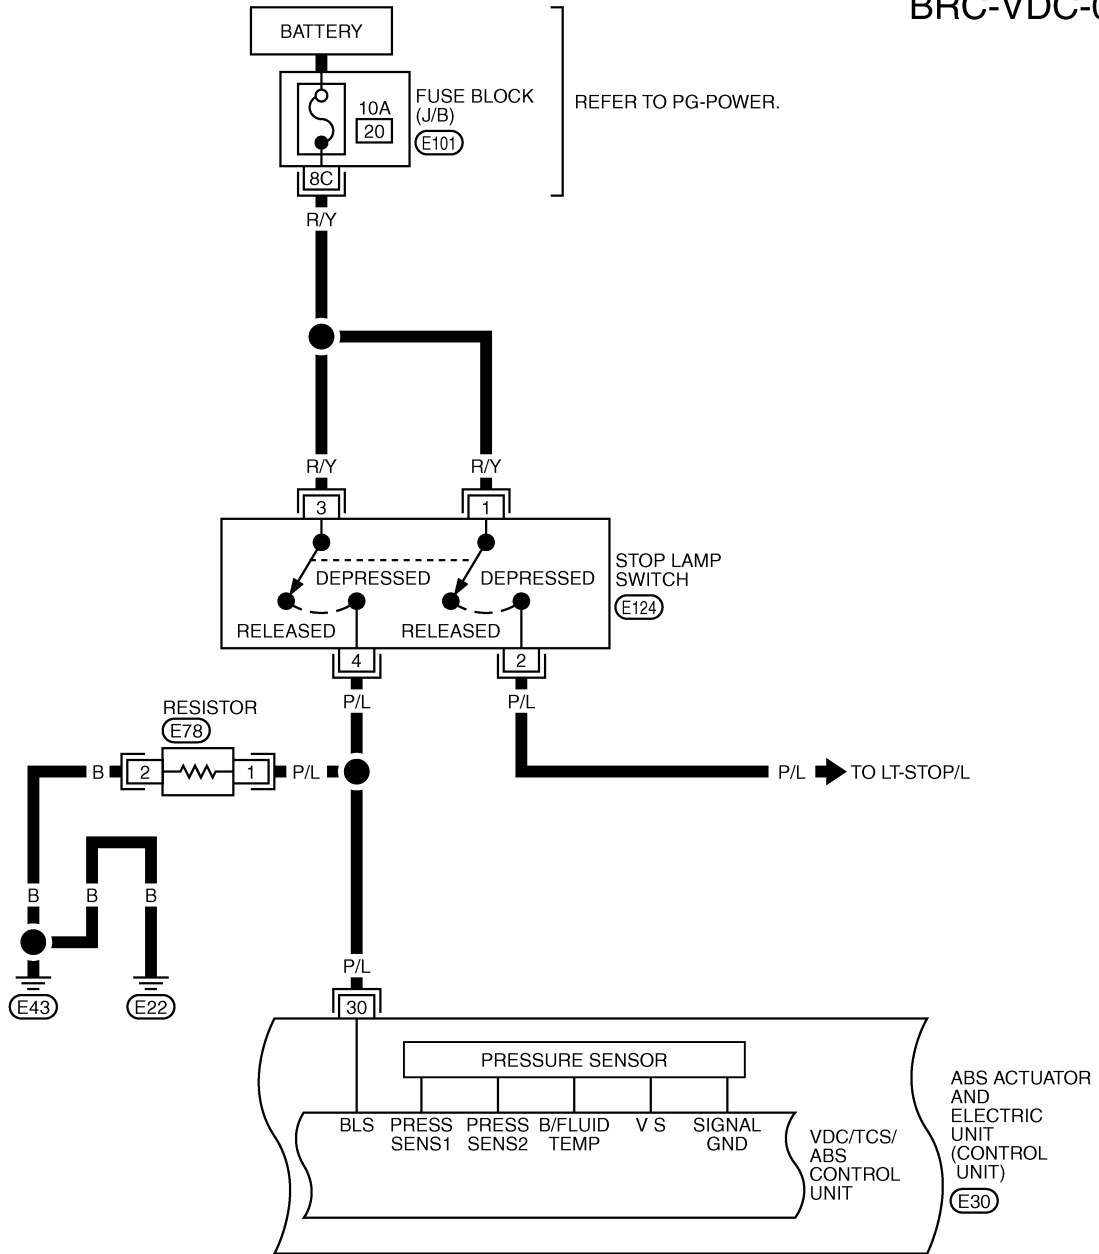 BRC-VDC-0
BATTERY
10A
20
FUSE BLOCK
(J/B)
E101
REFER TO PG-POWER.
8C
R/Y
R/Y
R/Y
3
1
DEPRESSED
DEPRESSED
RELEASED
RELEASED
STOP LAMP
SWITCH
E124
4
2
P/L
P/L
RESISTOR
E78
B
2
1
P/L
P/L
TO LT-STOP/L
B
B
B
E43
E22
P/L
30
PRESSURE SENSOR
BLS
PRESS
SENS1
PRESS
SENS2
B/FLUID
TEMP
V S
SIGNAL
GND
VDC/TCS/
ABS
CONTROL
UNIT
ABS ACTUATOR
AND
ELECTRIC
UNIT
(CONTROL
UNIT)
E30